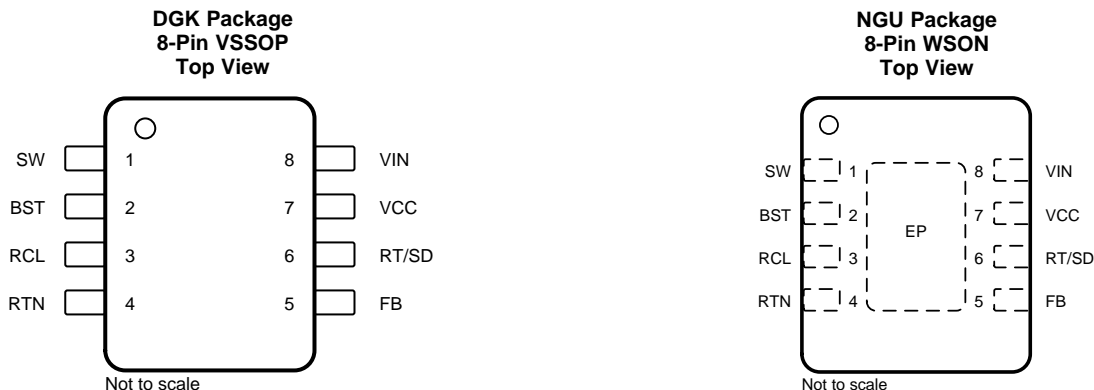 DGK Package
8-Pin VSSOP
Top View
SW 1 8 VIN
BST 2 7 VCC
RCL 3 6 RT/SD
RTN 4 5 FB
Not to scale
NGU Package
8-Pin WSON
Top View
SW 1 8 VIN
BST 2 7 VCC
EP
RCL 3 6 RT/SD
RTN 4 5 FB
Not to scale